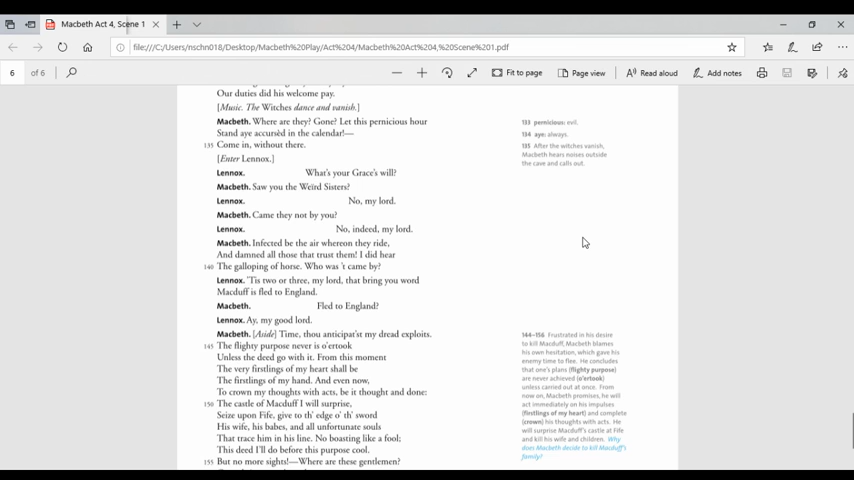 Macbeth Act 4, Scene 1
file:///C:/Users/nschn018/Desktop/Macbeth%20Play/Act%204/Macbeth%20Act%204,%20Scene%201.pdf
6 of 6
Fit to page
Page view
Read aloud
Add notes
Our duties did his welcome pay.
[Music. The Witches dance and vanish.]
Macbeth. Where are they? Gone? Let this pernicious hour
Stand aye accursèd in the calendar!—
135 Come in, without there.
[Enter Lennox.]
Lennox. What's your Grace's will?
Macbeth. Saw you the Weïrd Sisters?
Lennox. No, my lord.
Macbeth. Came they not by you?
Lennox. No, indeed, my lord.
Macbeth. Infected be the air whereon they ride,
And damned all those that trust them! I did hear
140 The galloping of horse. Who was 't came by?
Lennox. 'Tis two or three, my lord, that bring you word
Macduff is fled to England.
Macbeth. Fled to England?
Lennox. Ay, my good lord.
Macbeth. [Aside] Time, thou anticipat'st my dread exploits.
145 The flighty purpose never is o'ertook
Unless the deed go with it. From this moment
The very firstlings of my heart shall be
The firstlings of my hand. And even now,
To crown my thoughts with acts, be it thought and done:
150 The castle of Macduff I will surprise,
Seize upon Fife, give to th' edge o' th' sword
His wife, his babes, and all unfortunate souls
That trace him in his line. No boasting like a fool;
This deed I'll do before this purpose cool.
155 But no more sights!—Where are these gentlemen?
133 pernicious: evil.
134 aye: always.
135 After the witches vanish,
Macbeth hears noises outside
the cave and calls out.
144–156 Frustrated in his desire
to kill Macduff, Macbeth blames
his own hesitation, which gave his
enemy time to flee. He concludes
that one's plans (flighty purpose)
are never achieved (o'ertook)
unless carried out at once. From
now on, Macbeth promises, he will
act immediately on his impulses
(firstlings of my heart) and complete
(crown) his thoughts with acts. He
will surprise Macduff's castle at Fife
and kill his wife and children. Why
does Macbeth decide to kill Macduff's
family?